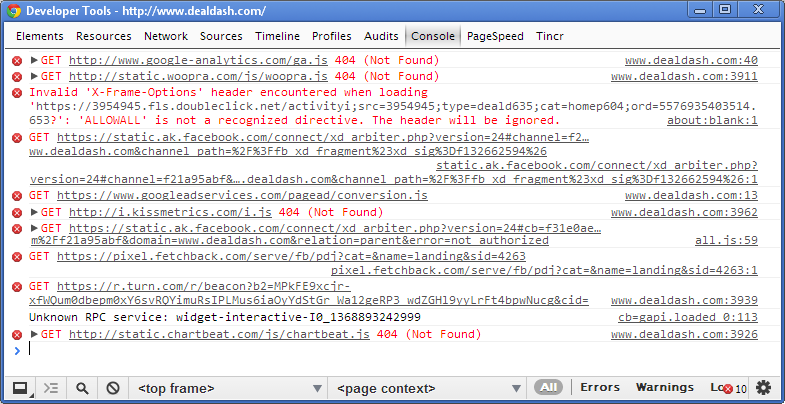 Developer Tools - http://www.dealdash.com/
Elements Resources Network Sources Timeline Profiles Audits Console PageSpeed Tincr
GET http://www.google-analytics.com/ga.js 404 (Not Found) www.dealdash.com:40
GET http://static.woopra.com/js/woopra.js 404 (Not Found) www.dealdash.com:3911
Invalid 'X-Frame-Options' header encountered when loading
'https://3954945.fls.doubleclick.net/activityi;src=3954945;type=deald635;cat=homep604;ord=5576935403514.
653?': 'ALLOWALL' is not a recognized directive. The header will be ignored. about:blank:1
GET https://static.ak.facebook.com/connect/xd_arbiter.php?version=24#channel=f2…
ww.dealdash.com&channel_path=%2F%3Ffb_xd_fragment%23xd_sig%3Df132662594%26
static.ak.facebook.com/connect/xd_arbiter.php?
version=24#channel=f21a95abf&….dealdash.com&channel_path=%2F%3Ffb_xd_fragment%23xd_sig%3Df132662594%26:1
GET https://www.googleadservices.com/pagead/conversion.js www.dealdash.com:13
GET http://i.kissmetrics.com/i.js 404 (Not Found) www.dealdash.com:3962
GET https://static.ak.facebook.com/connect/xd_arbiter.php?version=24#cb=f31e0ae…
m%2Ff21a95abf&domain=www.dealdash.com&relation=parent&error=not_authorized all.js:59
GET https://pixel.fetchback.com/serve/fb/pdj?cat=&name=landing&sid=4263
pixel.fetchback.com/serve/fb/pdj?cat=&name=landing&sid=4263:1
GET https://r.turn.com/r/beacon?b2=MPkFE9xcjr-
xfWQum0dbepm0xY6svRQYimuRsIPLMus6iaOyYdStGr_Wa12geRP3_wdZGHl9yyLrFt4bpwNucg&cid= www.dealdash.com:3939
Unknown RPC service: widget-interactive-I0_1368893242999 cb=gapi.loaded_0:113
GET http://static.chartbeat.com/js/chartbeat.js 404 (Not Found) www.dealdash.com:3926
<top frame> <page context> All Errors Warnings Lo 10